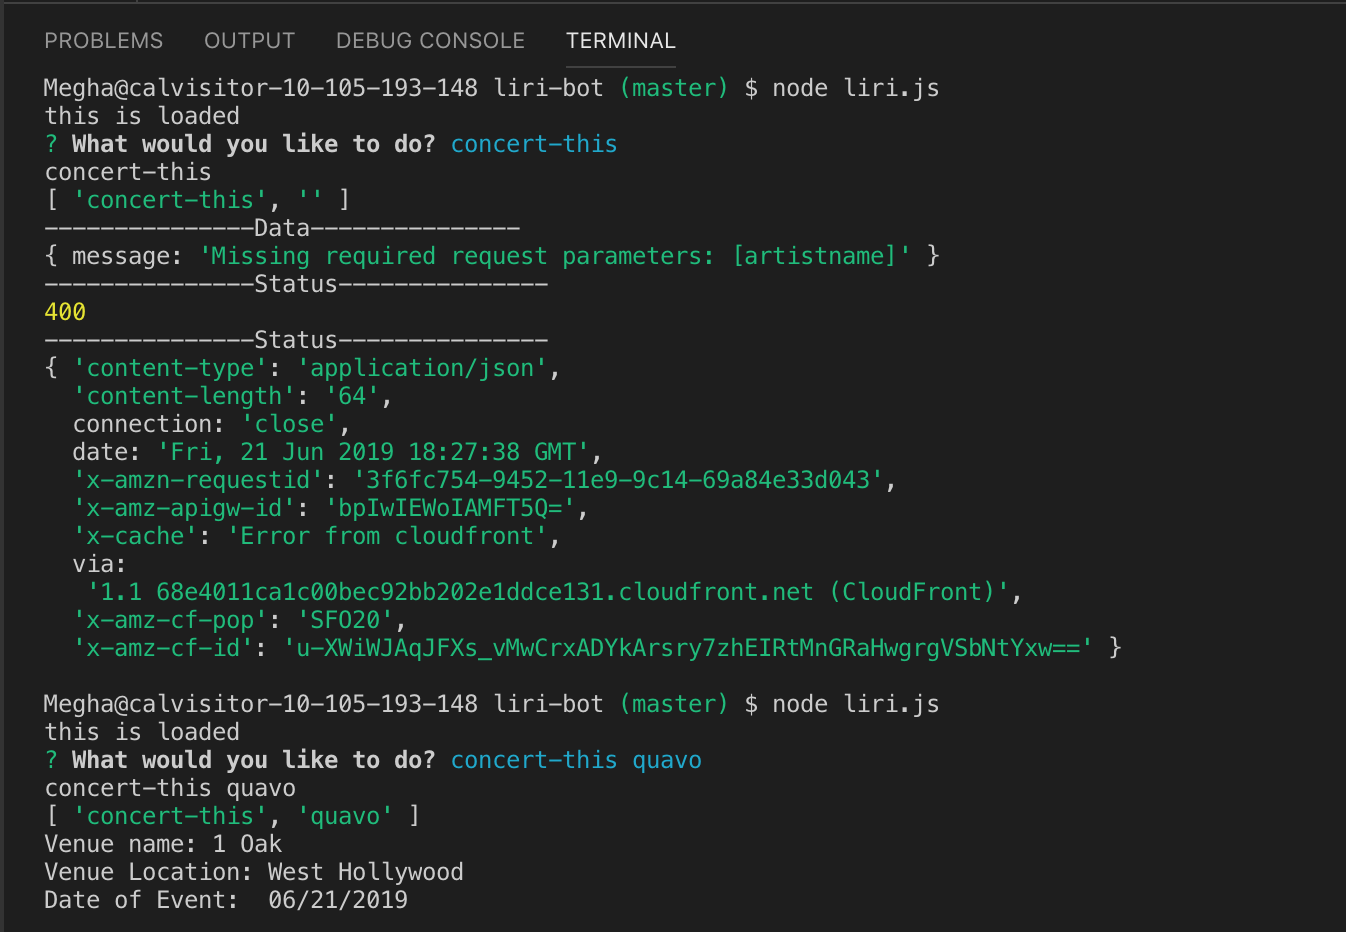 PROBLEMS OUTPUT DEBUG CONSOLE TERMINAL
Megha@calvisitor-10-105-193-148 liri-bot (master) $ node liri.js
this is loaded
? What would you like to do? concert-this
concert-this
[ 'concert-this', '' ]
---------------Data---------------
{ message: 'Missing required request parameters: [artistname]' }
---------------Status---------------
400
---------------Status---------------
{ 'content-type': 'application/json',
  'content-length': '64',
  connection: 'close',
  date: 'Fri, 21 Jun 2019 18:27:38 GMT',
  'x-amzn-requestid': '3f6fc754-9452-11e9-9c14-69a84e33d043',
  'x-amz-apigw-id': 'bpIwIEWoIAMFT5Q=',
  'x-cache': 'Error from cloudfront',
  via:
   '1.1 68e4011ca1c00bec92bb202e1ddce131.cloudfront.net (CloudFront)',
  'x-amz-cf-pop': 'SFO20',
  'x-amz-cf-id': 'u-XWiWJAqJFXs_vMwCrxADYkArsry7zhEIRtMnGRaHwgrgVSbNtYxw==' }
Megha@calvisitor-10-105-193-148 liri-bot (master) $ node liri.js
this is loaded
? What would you like to do? concert-this quavo
concert-this quavo
[ 'concert-this', 'quavo' ]
Venue name: 1 Oak
Venue Location: West Hollywood
Date of Event:  06/21/2019